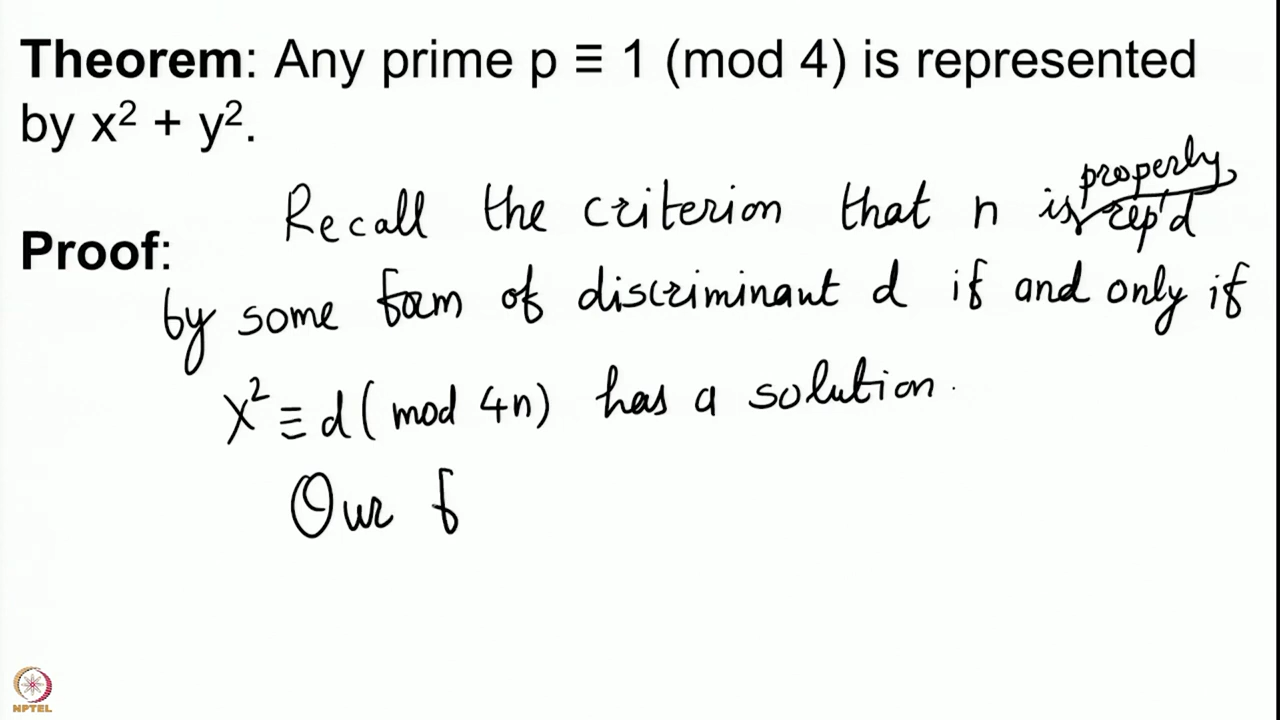 Theorem: Any prime p ≡ 1 (mod 4) is represented
by x² + y².
properly
Recall the criterion that n is rep'd
Proof:
by some form of discriminant d if and only if
X² ≡ d (mod 4n) has a solution.
Our f
NPTEL